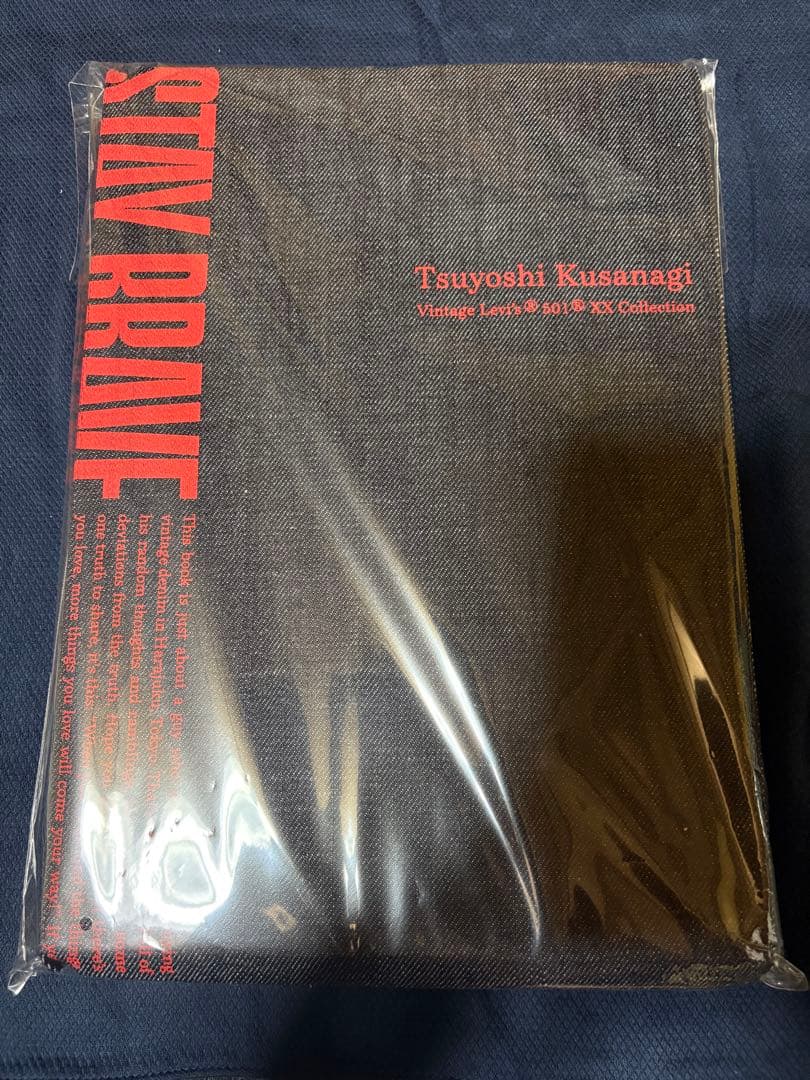 STAY BRAVE
Tsuyoshi Kusanagi
Vintage Levi's® 501® XX Collection
This book is just about a guy
vintage denim in Harajuku, Tokyo.
his random thoughts and
deviations from the truth. Hope you
one truth to share, it's this:
you love, more things you love will come your way.